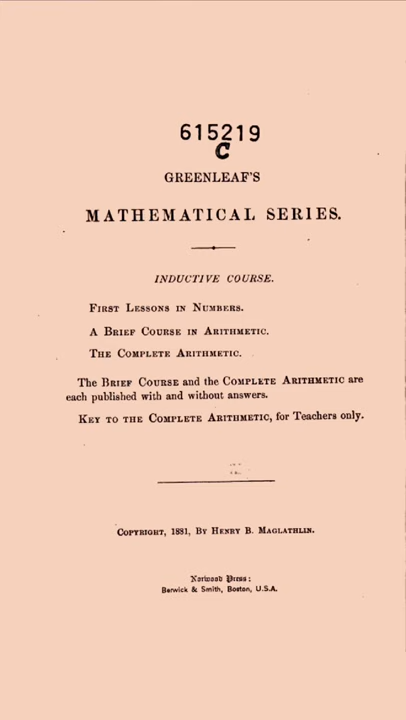 615219
C
GREENLEAF'S
MATHEMATICAL SERIES.
INDUCTIVE COURSE.
First Lessons in Numbers.
A Brief Course in Arithmetic.
The Complete Arithmetic.
The Brief Course and the Complete Arithmetic are
each published with and without answers.
Key to the Complete Arithmetic, for Teachers only.
Copyright, 1881, By Henry B. Maglathlin.
Norwood Press:
Berwick & Smith, Boston, U.S.A.